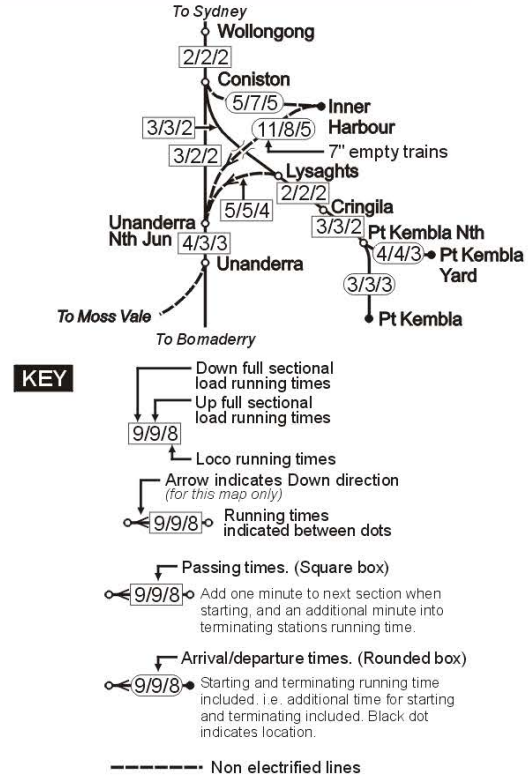 To Sydney
Wollongong
2/2/2
Coniston
5/7/5
Inner
Harbour
3/3/2
11/8/5
7" empty trains
3/2/2
Lysaghts
2/2/2
5/5/4
Cringila
3/3/2
Unanderra
Nth Jun
Pt Kembla Nth
4/3/3
4/4/3
Pt Kembla
Yard
Unanderra
3/3/3
To Moss Vale
Pt Kembla
To Bomaderry
KEY
Down full sectional
load running times
Up full sectional
load running times
9/9/8
Loco running times
Arrow indicates Down direction
(for this map only)
9/9/8
Running times
indicated between dots
Passing times. (Square box)
9/9/8
Add one minute to next section when
starting, and an additional minute into
terminating stations running time.
Arrival/departure times. (Rounded box)
9/9/8
Starting and terminating running time
included. i.e. additional time for starting
and terminating included. Black dot
indicates location.
Non electrified lines